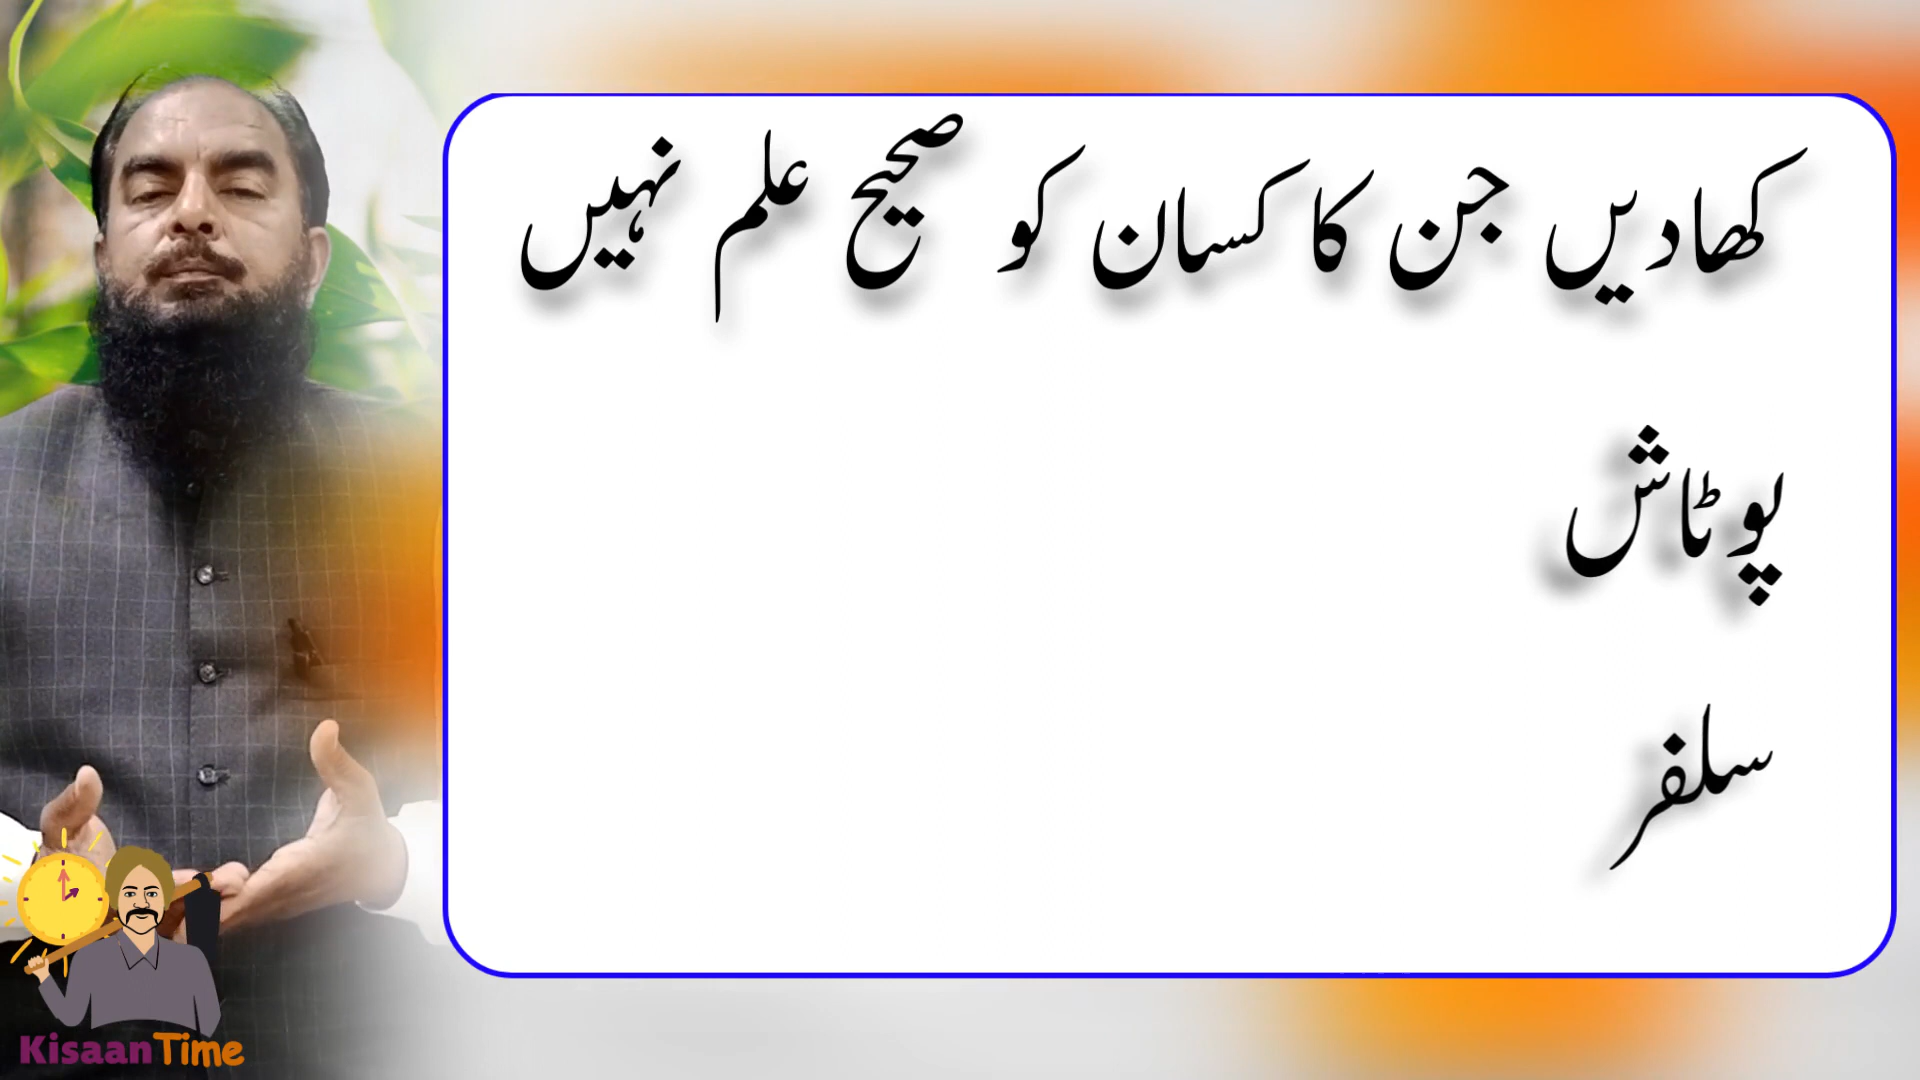 کھادیں جن کا کسان کو صحیح علم نہیں
پوٹاش
سلفر
KisaanTime